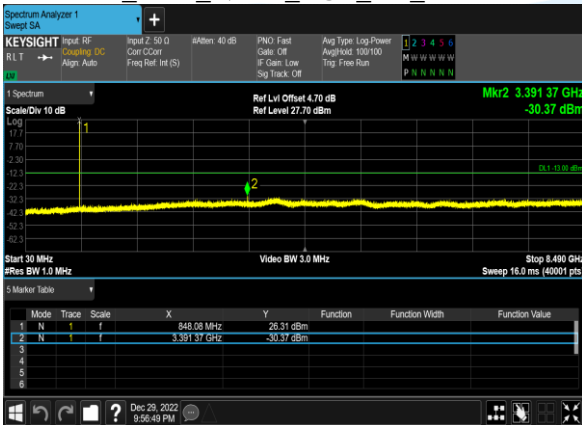 Spectrum Analyzer 1
Swept SA
+
KEYSIGHT
RLT
LU
Input: RF
Coupling: DC
Align: Auto
Input Z: 50 Ω
Corr CCorr
Freq Ref: Int (S)
#Atten: 40 dB
PNO: Fast
Gate: Off
IF Gain: Low
Sig Track: Off
Avg Type: Log-Power
Avg|Hold: 100/100
Trig: Free Run
1 2 3 4 5 6
M W W W W W
P N N N N N
1 Spectrum
Scale/Div 10 dB
Ref Lvl Offset 4.70 dB
Ref Level 27.70 dBm
Mkr2 3.391 37 GHz
-30.37 dBm
Log
17.7
7.70
-2.30
-12.3
-22.3
-32.3
-42.3
-52.3
-62.3
1
2
DL1 -13.00 dBm
Start 30 MHz
#Res BW 1.0 MHz
Video BW 3.0 MHz
Stop 8.490 GHz
Sweep 16.0 ms (40001 pts)
5 Marker Table
Mode Trace Scale X Y Function Function Width Function Value
1 N 1 f 848.08 MHz 26.31 dBm
2 N 1 f 3.391 37 GHz -30.37 dBm
3
4
5
6
?
Dec 29, 2022
9:56:49 PM